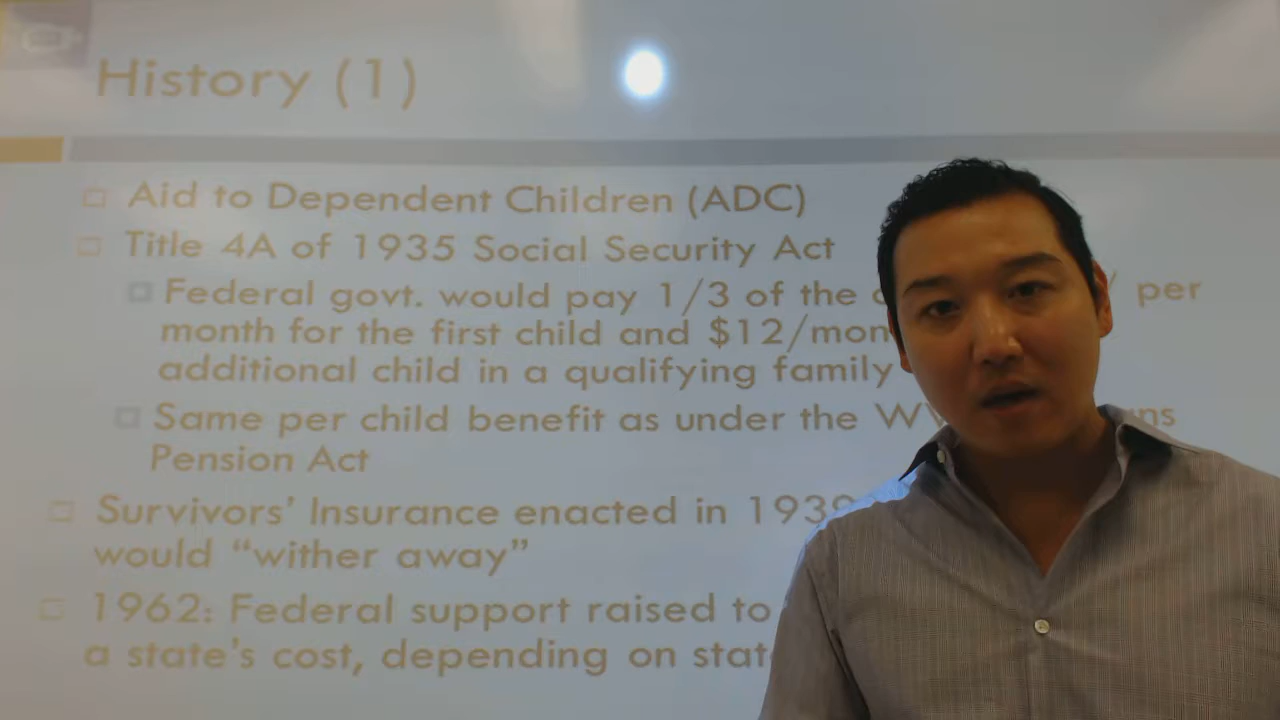 History (1)
Aid to Dependent Children (ADC)
Title 4A of 1935 Social Security Act
Federal govt. would pay 1/3 of the per
month for the first child and $12/mon
additional child in a qualifying family
Same per child benefit as under the
Pension Act
Survivors' Insurance enacted in 1939
would “wither away”
1962: Federal support raised to
a state's cost, depending on